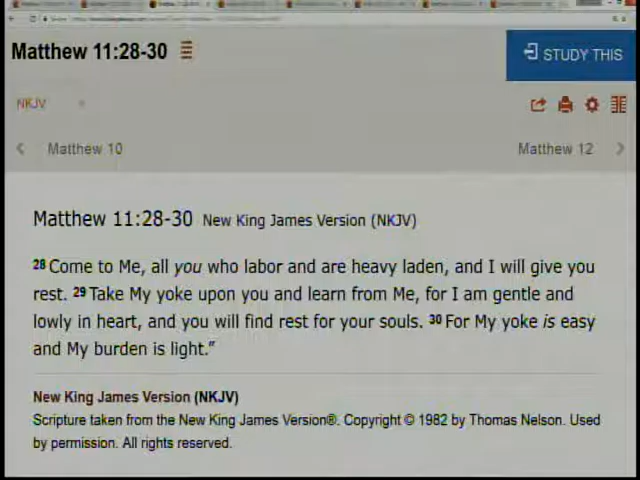 Matthew 11:28-30
STUDY THIS
NKJV
Matthew 10
Matthew 12
Matthew 11:28-30 New King James Version (NKJV)
28 Come to Me, all you who labor and are heavy laden, and I will give you
rest. 29 Take My yoke upon you and learn from Me, for I am gentle and
lowly in heart, and you will find rest for your souls. 30 For My yoke is easy
and My burden is light.”
New King James Version (NKJV)
Scripture taken from the New King James Version®. Copyright © 1982 by Thomas Nelson. Used
by permission. All rights reserved.